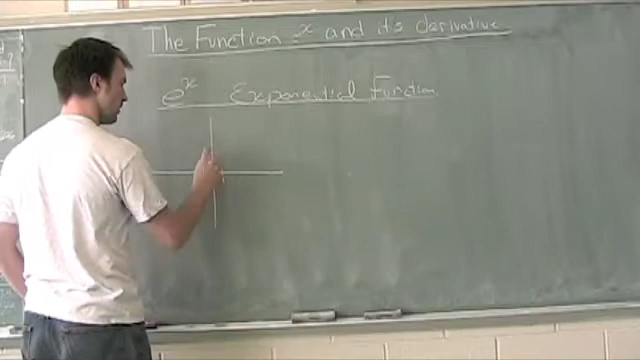 The Function e^x and its derivative
e^x Exponential Function